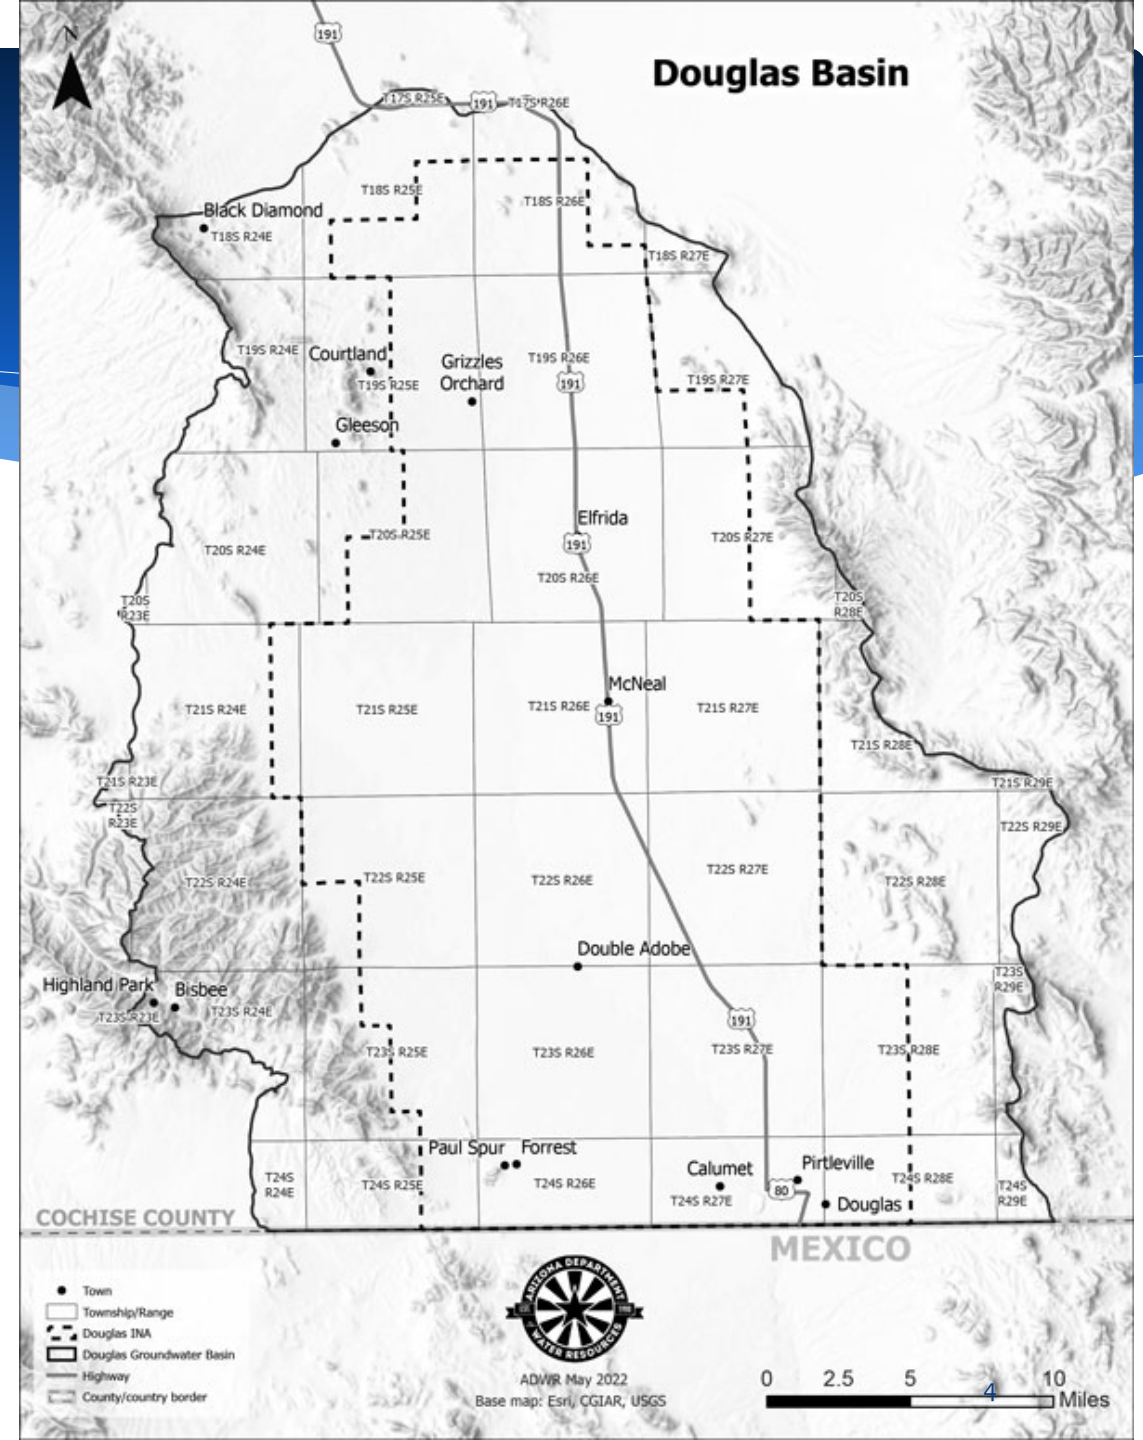 N
191
Douglas Basin
T17S R25E
191
T17S R26E
T18S R25E
T18S R26E
Black Diamond
T18S R24E
T18S R27E
T19S R24E
Courtland
Grizzles
Orchard
T19S R26E
T19S R25E
191
T19S R27E
Gleeson
Elfrida
T20S R25E
T20S R27E
191
T20S R24E
T20S R26E
T20S
R23E
T20S
R28E
McNeal
T21S R24E
T21S R25E
T21S R26E
191
T21S R27E
T21S R28E
T21S R23E
T21S R29E
T22S
R23E
T22S R29E
T22S R24E
T22S R25E
T22S R26E
T22S R27E
T22S R28E
Double Adobe
Highland Park
Bisbee
T23S
R29E
T23S R23E
T23S R24E
191
T23S R25E
T23S R26E
T23S R27E
T23S R28E
Paul Spur
Forrest
Calumet
Pirtleville
T24S
R24E
T24S R25E
T24S R26E
T24S R27E
80
T24S R28E
T24S
R29E
Douglas
COCHISE COUNTY
MEXICO
Town
Township/Range
Douglas INA
Douglas Groundwater Basin
Highway
County/country border
ARIZONA DEPARTMENT
of
WATER RESOURCES
EST.
1980
ADWR May 2022
Base map: Esri, CGIAR, USGS
0 2.5 5 10
Miles
4